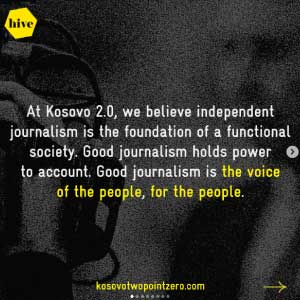 hive
At Kosovo 2.0, we believe independent
journalism is the foundation of a functional
society. Good journalism holds power
to account. Good journalism is the voice
of the people, for the people.
kosovotwopointzero.com